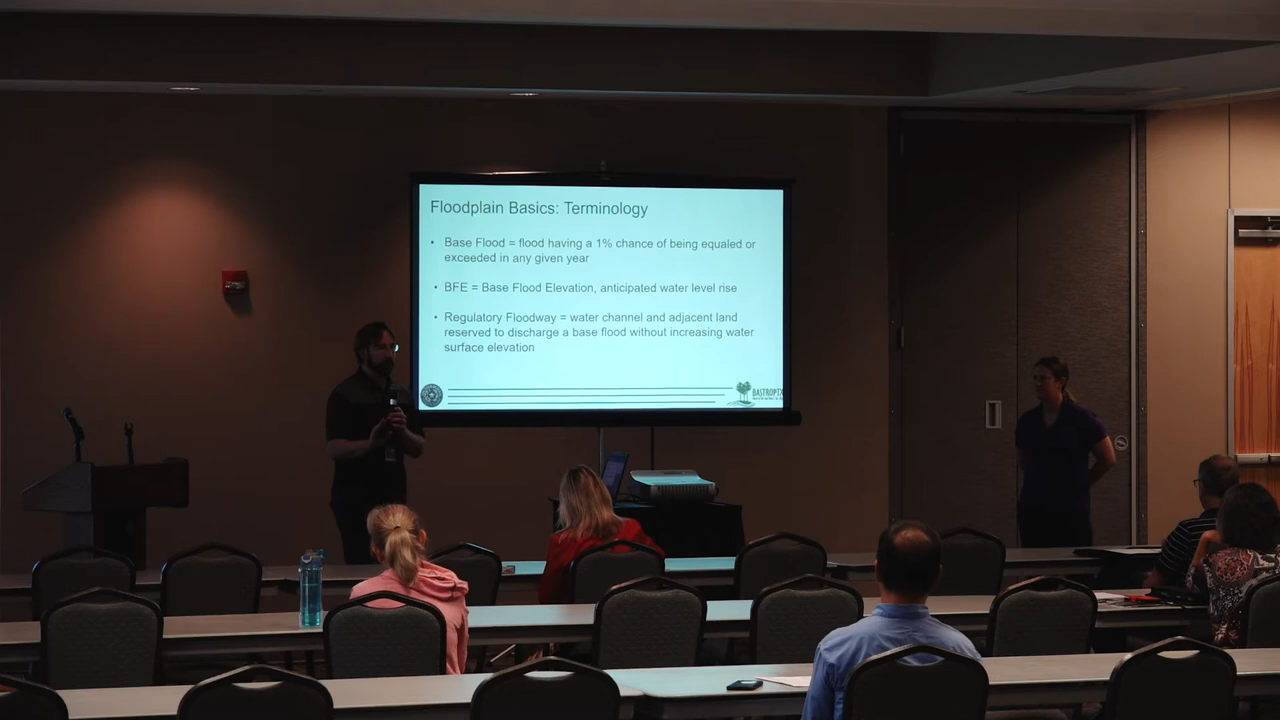 Floodplain Basics: Terminology
• Base Flood = flood having a 1% chance of being equaled or
exceeded in any given year
• BFE = Base Flood Elevation, anticipated water level rise
• Regulatory Floodway = water channel and adjacent land
reserved to discharge a base flood without increasing water
surface elevation
BASTROPTX